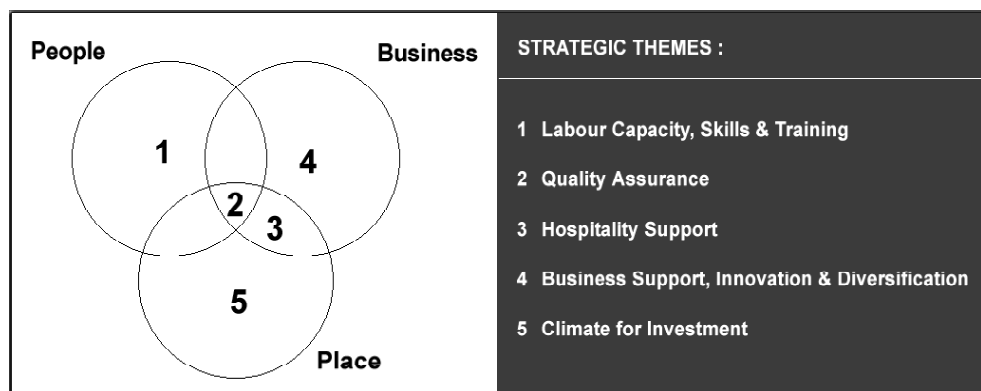 People
Business
1
4
2
3
5
Place
STRATEGIC THEMES :
1 Labour Capacity, Skills & Training
2 Quality Assurance
3 Hospitality Support
4 Business Support, Innovation & Diversification
5 Climate for Investment